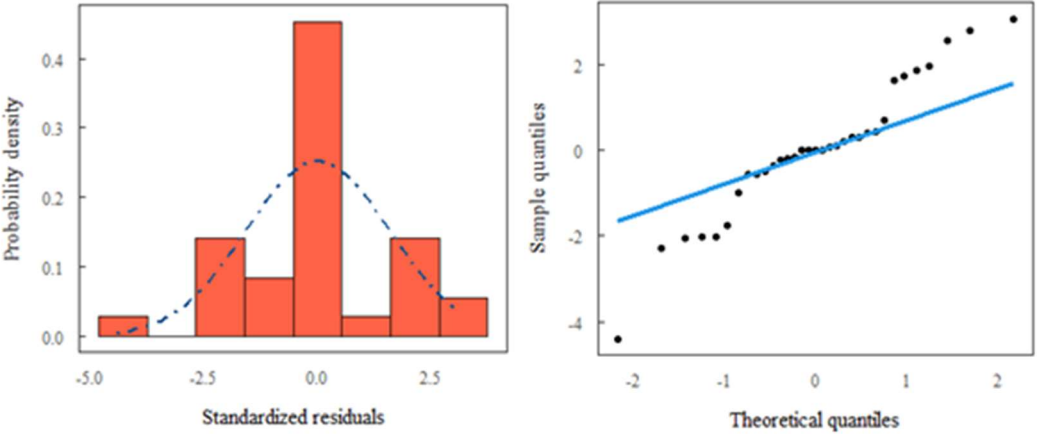 Probability density
0.4
0.3
0.2
0.1
0.0
-5.0 -2.5 0.0 2.5
Standardized residuals
Sample quantiles
2
0
-2
-4
-2 -1 0 1 2
Theoretical quantiles